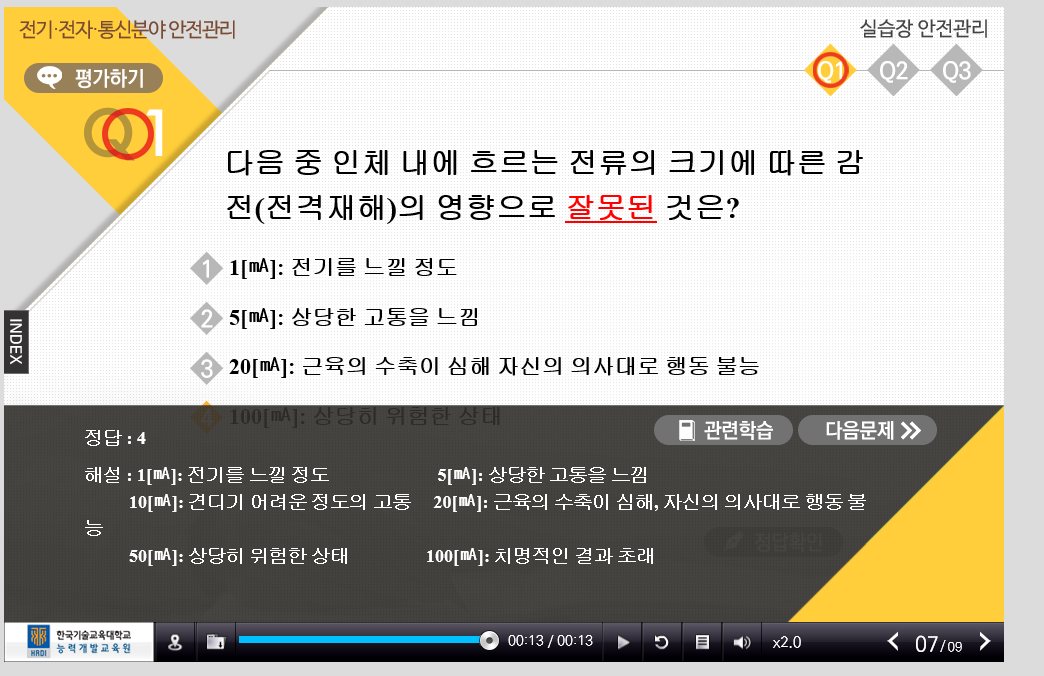 전기·전자·통신분야 안전관리
실습장 안전관리
평가하기
Q1 Q2 Q3
Q1
다음 중 인체 내에 흐르는 전류의 크기에 따른 감
전(전격재해)의 영향으로 잘못된 것은?
1 1[㎃]: 전기를 느낄 정도
2 5[㎃]: 상당한 고통을 느낌
INDEX
3 20[㎃]: 근육의 수축이 심해 자신의 의사대로 행동 불능
4 100[㎃]: 상당히 위험한 상태
관련학습 다음문제
정답 : 4
해설 : 1[㎃]: 전기를 느낄 정도 5[㎃]: 상당한 고통을 느낌
10[㎃]: 견디기 어려운 정도의 고통 20[㎃]: 근육의 수축이 심해, 자신의 의사대로 행동 불
능
정답확인
50[㎃]: 상당히 위험한 상태 100[㎃]: 치명적인 결과 초래
HRDI 한국기술교육대학교
능력개발교육원
00:13 / 00:13 x2.0 07/09